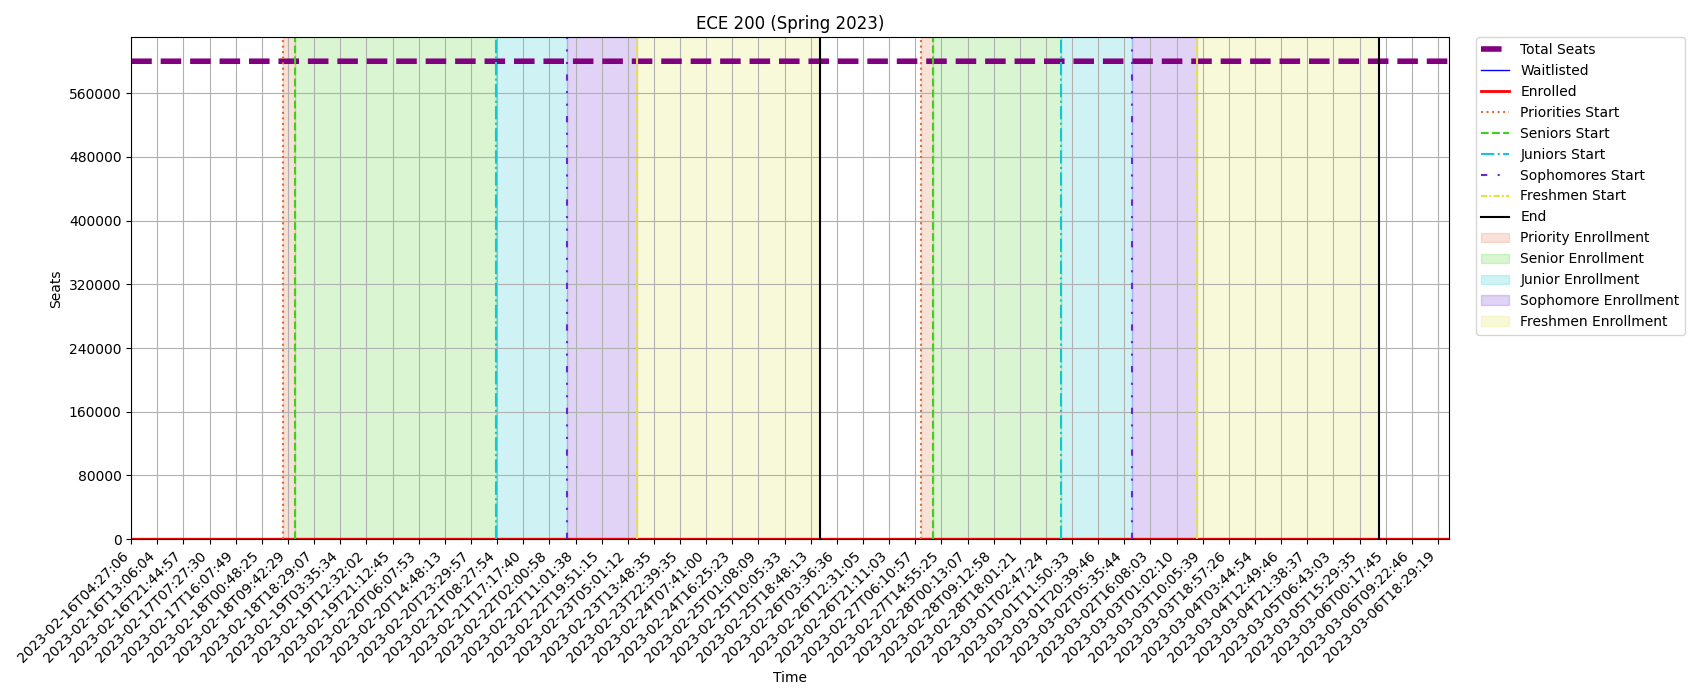 ECE 200 (Spring 2023)
Seats
560000
480000
400000
320000
240000
160000
80000
0
2023-02-16T04:27:06
2023-02-16T13:06:04
2023-02-16T21:44:57
2023-02-17T07:27:30
2023-02-17T16:07:49
2023-02-18T00:48:25
2023-02-18T09:42:29
2023-02-18T18:29:07
2023-02-19T03:35:34
2023-02-19T12:32:02
2023-02-19T21:12:45
2023-02-20T06:07:53
2023-02-20T14:48:13
2023-02-20T23:29:57
2023-02-21T08:27:54
2023-02-21T17:17:40
2023-02-22T02:00:58
2023-02-22T11:01:38
2023-02-22T19:51:15
2023-02-23T05:01:12
2023-02-23T13:48:35
2023-02-23T22:39:35
2023-02-24T07:41:00
2023-02-24T16:25:23
2023-02-25T01:08:09
2023-02-25T10:05:33
2023-02-25T18:48:13
2023-02-26T03:36:36
2023-02-26T12:31:05
2023-02-26T21:11:03
2023-02-27T06:10:57
2023-02-27T14:55:25
2023-02-28T00:13:07
2023-02-28T09:12:58
2023-02-28T18:01:21
2023-03-01T02:47:24
2023-03-01T11:50:33
2023-03-01T20:39:46
2023-03-02T05:35:44
2023-03-02T16:08:03
2023-03-03T01:02:10
2023-03-03T10:05:39
2023-03-03T18:57:26
2023-03-04T03:44:54
2023-03-04T12:49:46
2023-03-04T21:38:37
2023-03-05T06:43:03
2023-03-05T15:29:35
2023-03-06T00:17:45
2023-03-06T09:22:46
2023-03-06T18:29:19
Time
Total Seats
Waitlisted
Enrolled
Priorities Start
Seniors Start
Juniors Start
Sophomores Start
Freshmen Start
End
Priority Enrollment
Senior Enrollment
Junior Enrollment
Sophomore Enrollment
Freshmen Enrollment